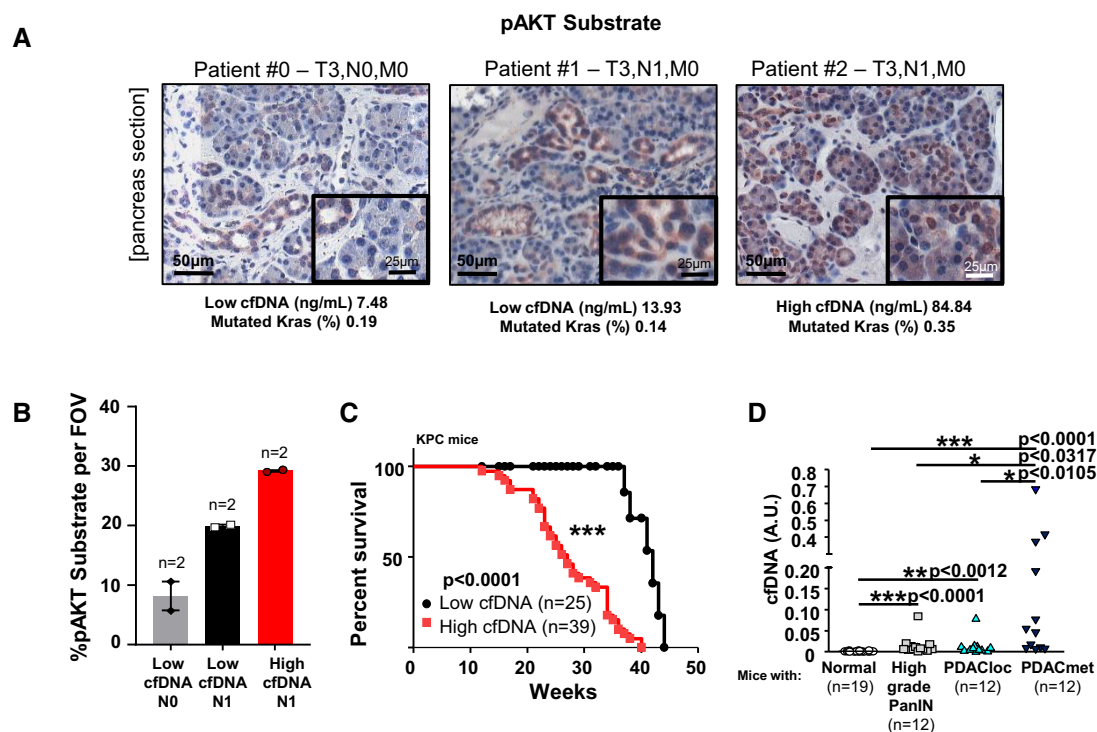 pAKT Substrate
A
Patient #0 – T3,N0,M0
Patient #1 – T3,N1,M0
Patient #2 – T3,N1,M0
[pancreas section]
50µm
25µm
50µm
25µm
50µm
25µm
Low cfDNA (ng/mL) 7.48
Mutated Kras (%) 0.19
Low cfDNA (ng/mL) 13.93
Mutated Kras (%) 0.14
High cfDNA (ng/mL) 84.84
Mutated Kras (%) 0.35
B
%pAKT Substrate per FOV
40
30
20
10
0
n=2
n=2
n=2
Low
cfDNA
N0
Low
cfDNA
N1
High
cfDNA
N1
C
KPC mice
Percent survival
100
50
0
***
p<0.0001
Low cfDNA (n=25)
High cfDNA (n=39)
0
10
20
30
40
50
Weeks
D
cfDNA (A.U.)
*** p<0.0001
* p<0.0317
* p<0.0105
** p<0.0012
*** p<0.0001
0.8
0.7
0.5
0.4
0.2
0.20
0.15
0.10
0.05
0
Mice with:
Normal
(n=19)
High
grade
PanIN
(n=12)
PDACloc
(n=12)
PDACmet
(n=12)